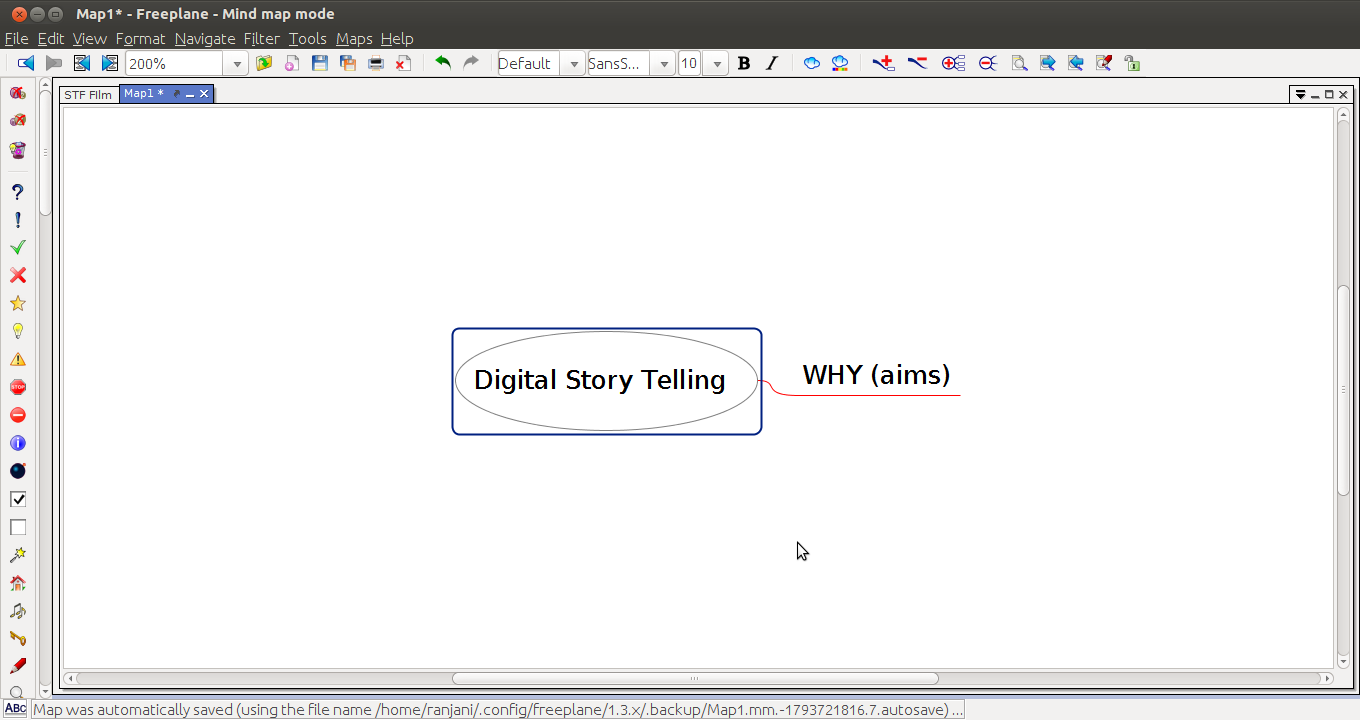 Map1* - Freeplane - Mind map mode
File Edit View Format Navigate Filter Tools Maps Help
200% Default SansS... 10 B I
STF Film Map1 *
Digital Story Telling
WHY (aims)
STOP
ABC Map was automatically saved (using the file name /home/ranjani/.config/freeplane/1.3.x/.backup/Map1.mm.-1793721816.7.autosave) ...